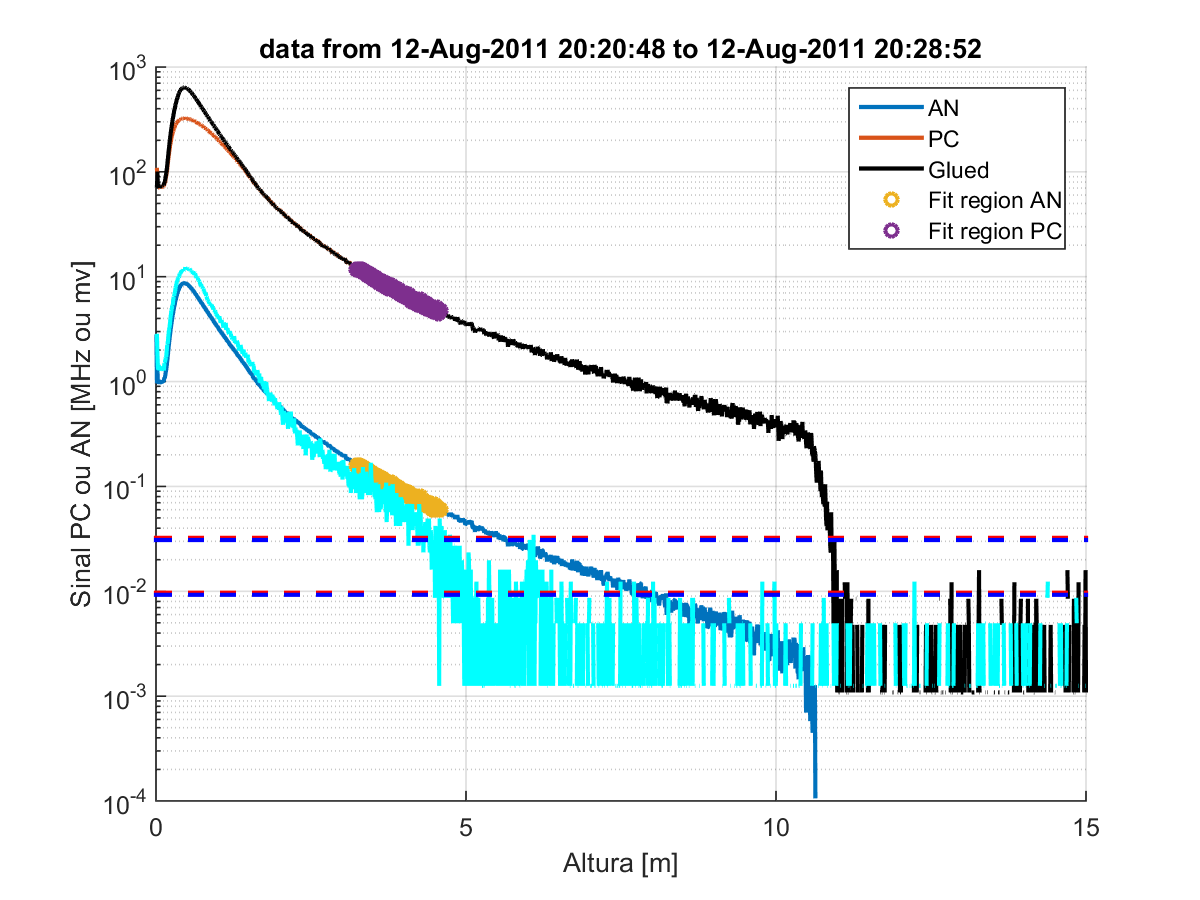 data from 12-Aug-2011 20:20:48 to 12-Aug-2011 20:28:52
Sinal PC ou AN [MHz ou mv]
10^3
10^2
10^1
10^0
10^-1
10^-2
10^-3
10^-4
AN
PC
Glued
Fit region AN
Fit region PC
0 5 10 15
Altura [m]